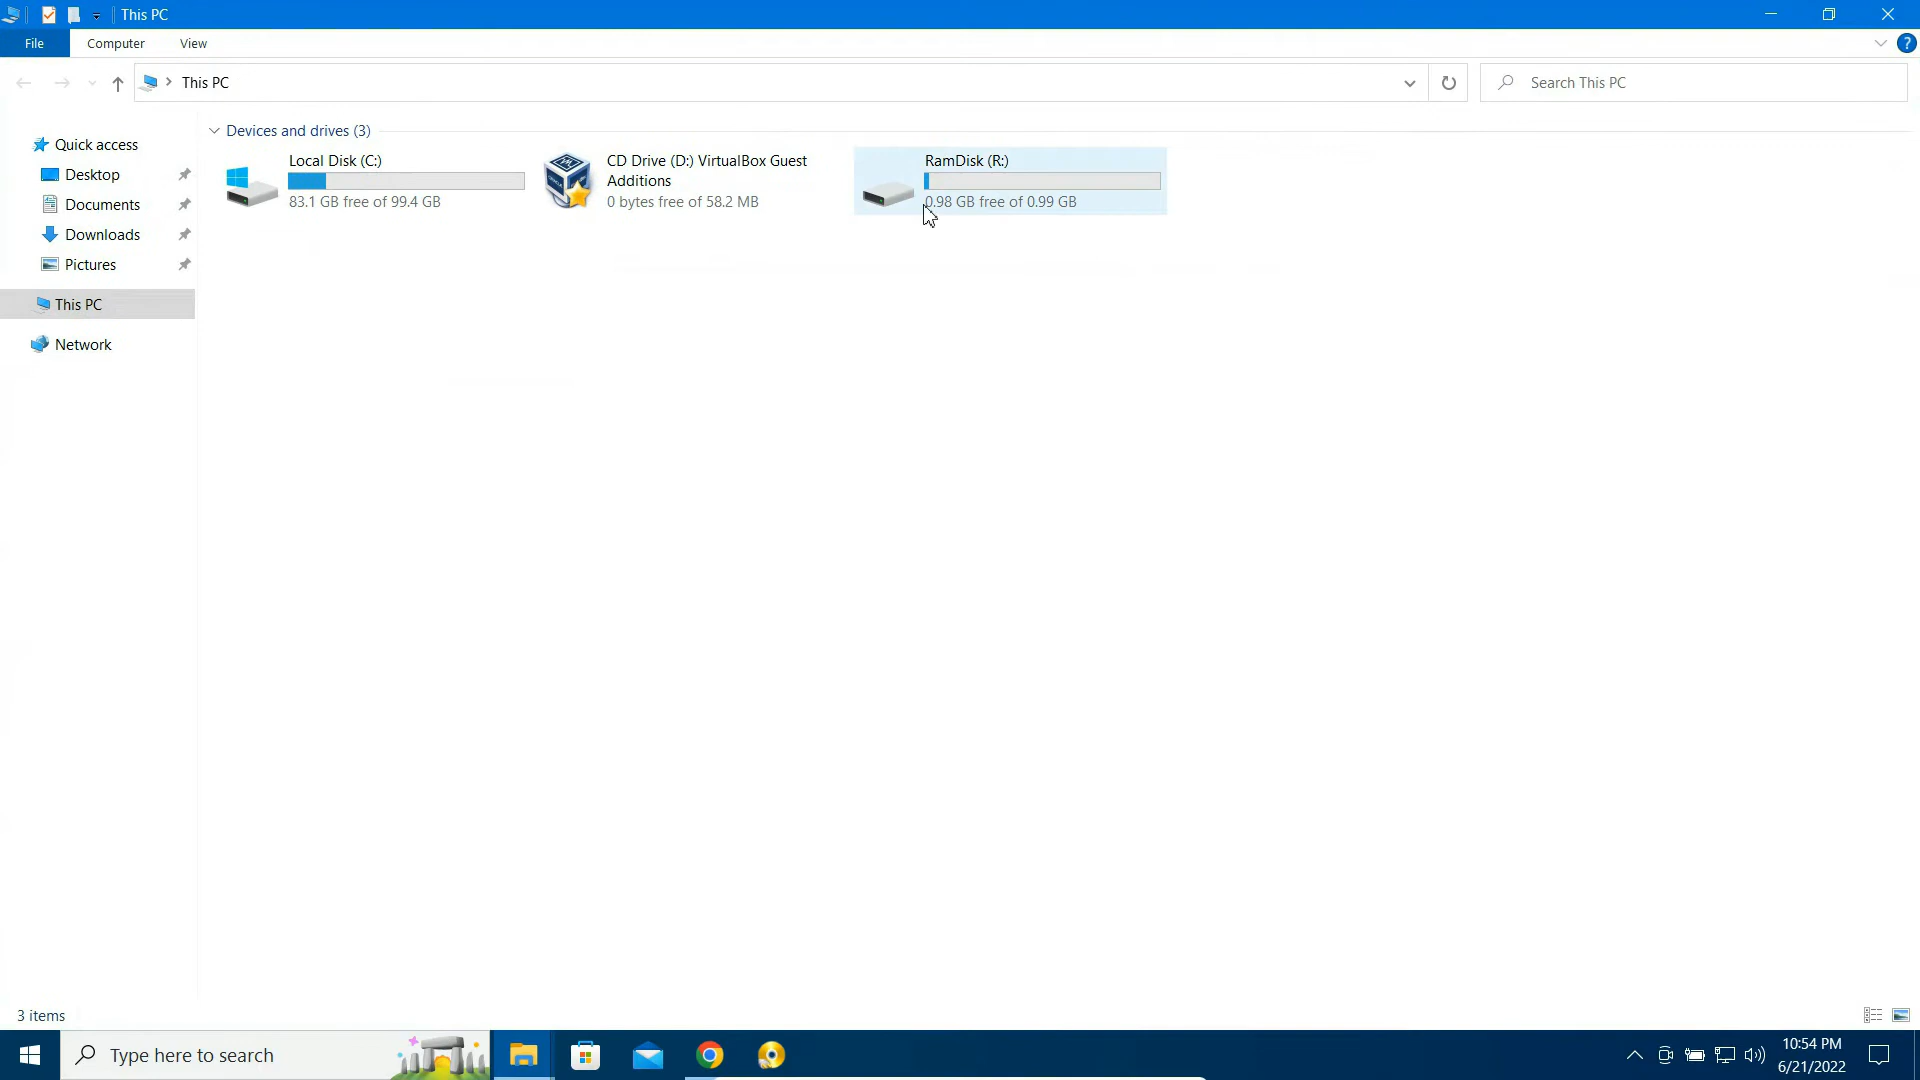 This PC
File Computer View
This PC
Search This PC
Quick access
Desktop
Documents
Downloads
Pictures
This PC
Network
Devices and drives (3)
Local Disk (C:)
83.1 GB free of 99.4 GB
CD Drive (D:) VirtualBox Guest
Additions
0 bytes free of 58.2 MB
RamDisk (R:)
0.98 GB free of 0.99 GB
3 items
Type here to search
10:54 PM
6/21/2022